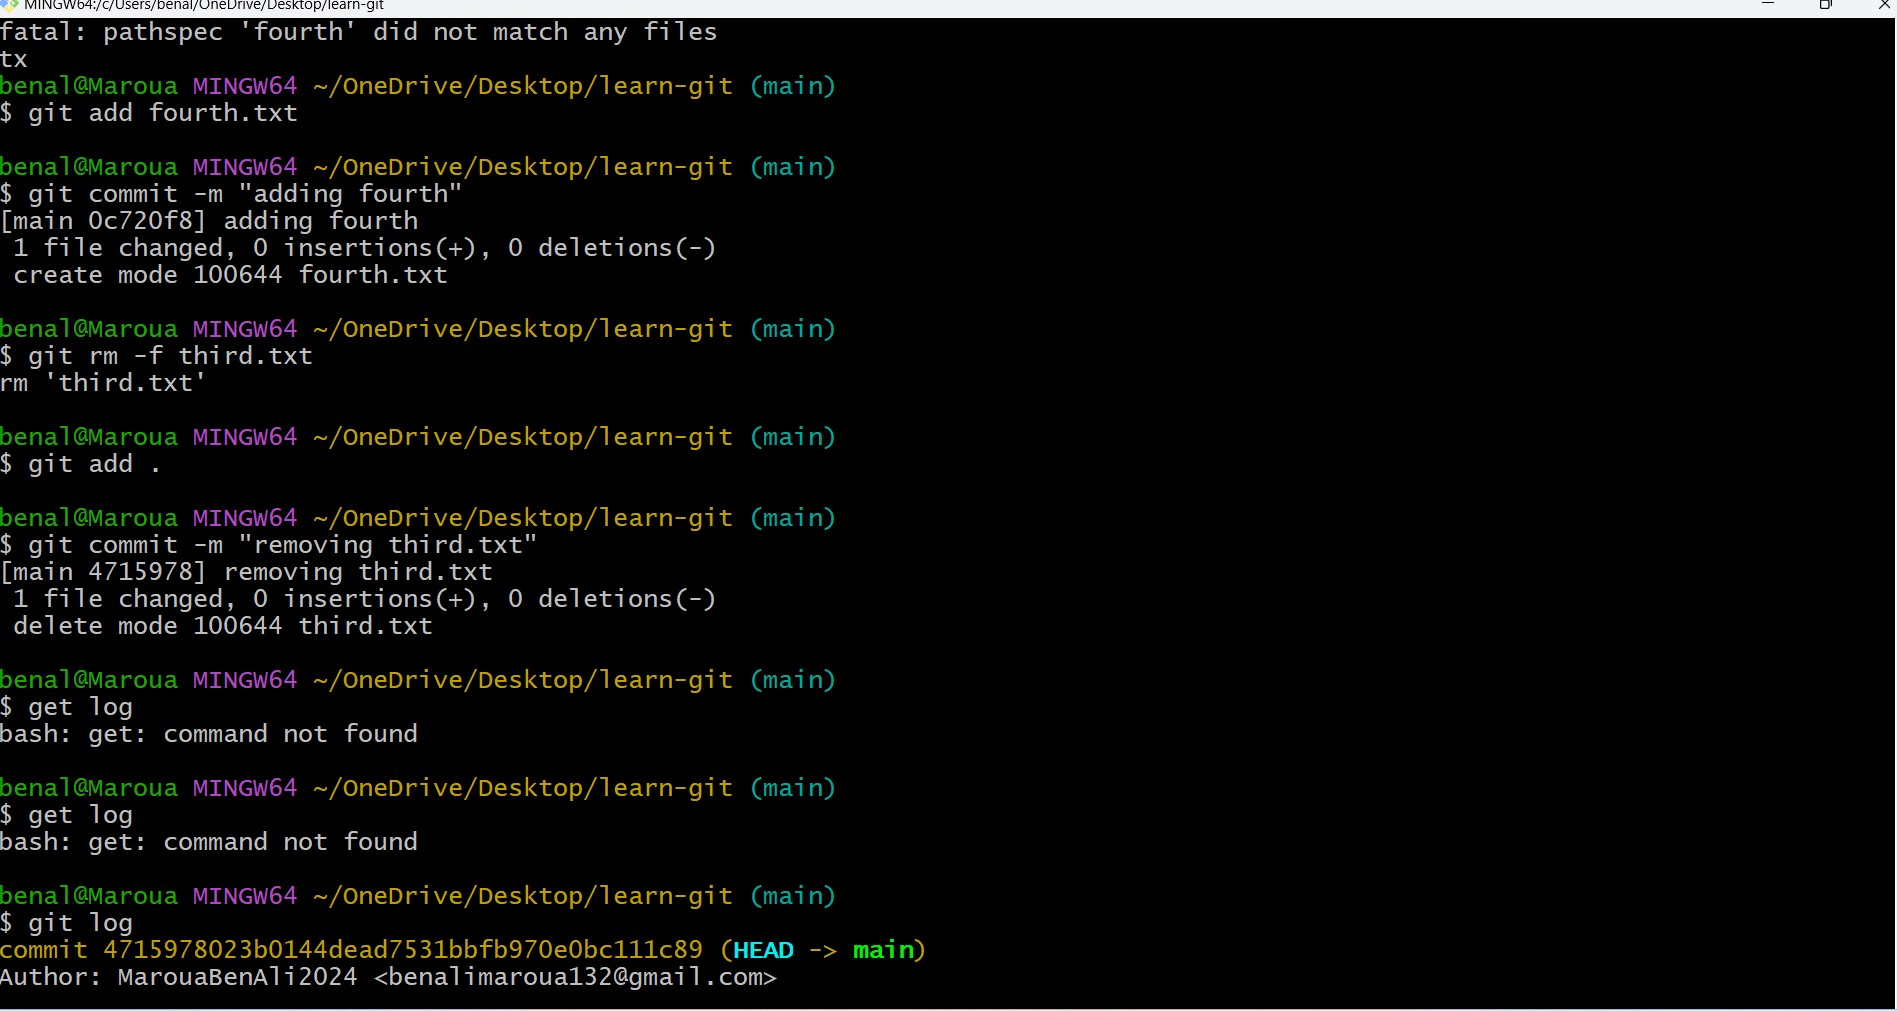 MINGW64:/c/Users/benal/OneDrive/Desktop/learn-git
fatal: pathspec 'fourth' did not match any files
tx
benal@Maroua MINGW64 ~/OneDrive/Desktop/learn-git (main)
$ git add fourth.txt
benal@Maroua MINGW64 ~/OneDrive/Desktop/learn-git (main)
$ git commit -m "adding fourth"
[main 0c720f8] adding fourth
1 file changed, 0 insertions(+), 0 deletions(-)
create mode 100644 fourth.txt
benal@Maroua MINGW64 ~/OneDrive/Desktop/learn-git (main)
$ git rm -f third.txt
rm 'third.txt'
benal@Maroua MINGW64 ~/OneDrive/Desktop/learn-git (main)
$ git add .
benal@Maroua MINGW64 ~/OneDrive/Desktop/learn-git (main)
$ git commit -m "removing third.txt"
[main 4715978] removing third.txt
1 file changed, 0 insertions(+), 0 deletions(-)
delete mode 100644 third.txt
benal@Maroua MINGW64 ~/OneDrive/Desktop/learn-git (main)
$ get log
bash: get: command not found
benal@Maroua MINGW64 ~/OneDrive/Desktop/learn-git (main)
$ get log
bash: get: command not found
benal@Maroua MINGW64 ~/OneDrive/Desktop/learn-git (main)
$ git log
commit 4715978023b0144dead7531bbfb970e0bc111c89 (HEAD -> main)
Author: MarouaBenAli2024 <benalimaroua132@gmail.com>